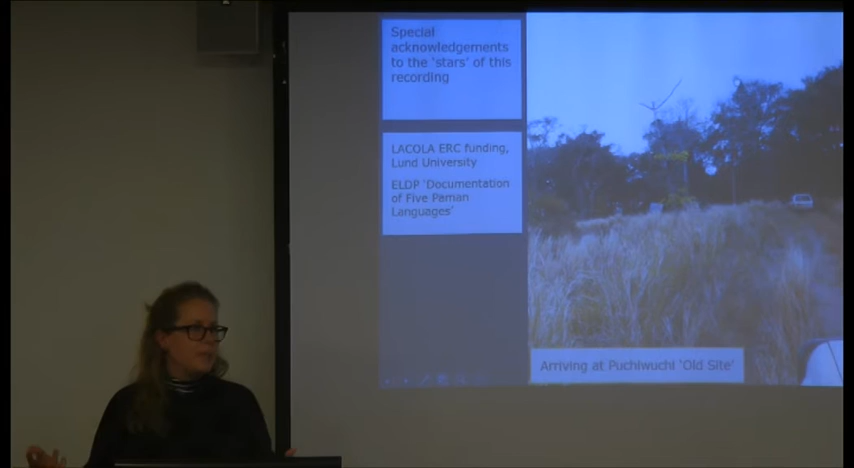 Special
acknowledgements
to the 'stars' of this
recording
LACOLA ERC funding,
Lund University
ELDP 'Documentation
of Five Paman
Languages'
Arriving at Puchiwuchi 'Old Site'